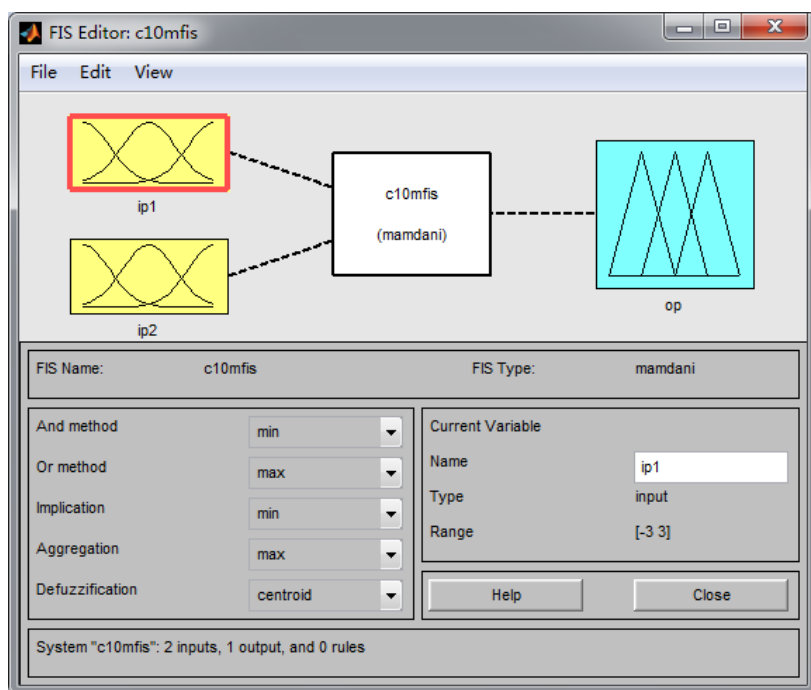 FIS Editor: c10mfis
File Edit View
ip1
c10mfis
(mamdani)
ip2
op
FIS Name: c10mfis FIS Type: mamdani
And method min
Or method max
Implication min
Aggregation max
Defuzzification centroid
Current Variable
Name ip1
Type input
Range [-3 3]
Help Close
System "c10mfis": 2 inputs, 1 output, and 0 rules